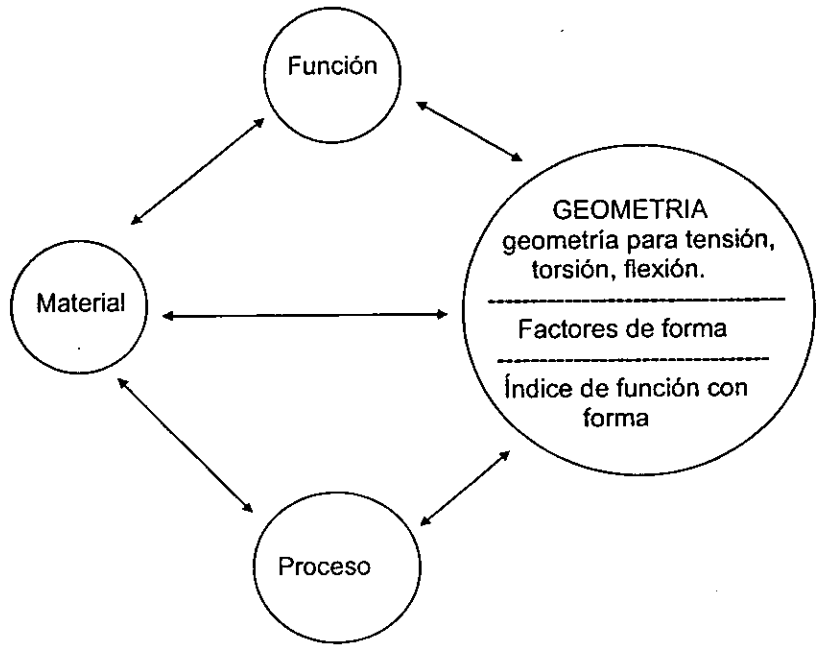 Función
GEOMETRIA
geometría para tensión,
torsión, flexión.
Material
Factores de forma
Índice de función con
forma
Proceso